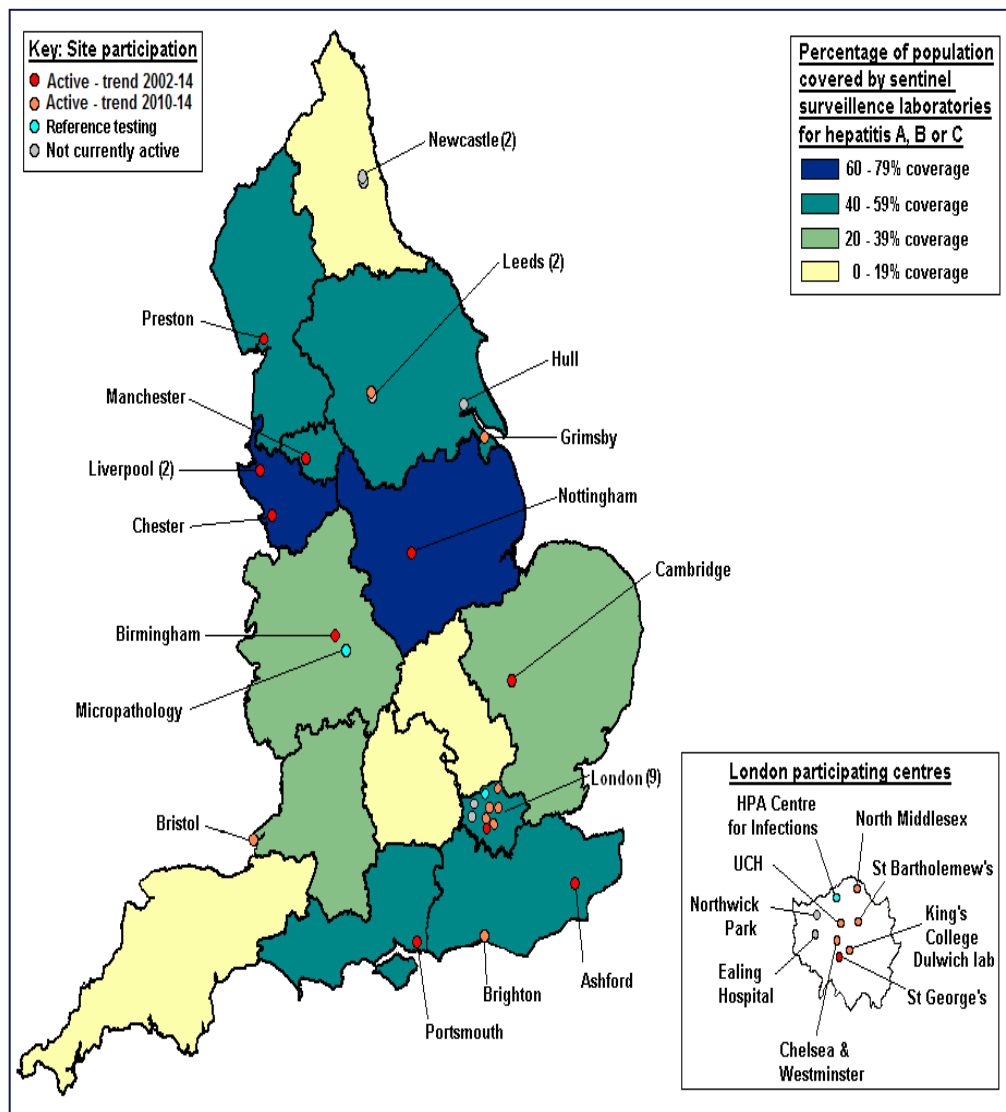 Key: Site participation
Active - trend 2002-14
Active - trend 2010-14
Reference testing
Not currently active
Percentage of population
covered by sentinel
surveillance laboratories
for hepatitis A, B or C
60 - 79% coverage
40 - 59% coverage
20 - 39% coverage
0 - 19% coverage
Newcastle (2)
Leeds (2)
Preston
Hull
Manchester
Grimsby
Liverpool (2)
Nottingham
Chester
Cambridge
Birmingham
Micropathology
London (9)
Bristol
Ashford
Brighton
Portsmouth
London participating centres
HPA Centre
for Infections
North Middlesex
UCH
St Bartholemew's
Northwick
Park
King's
College
Dulwich lab
Ealing
Hospital
St George's
Chelsea &
Westminster